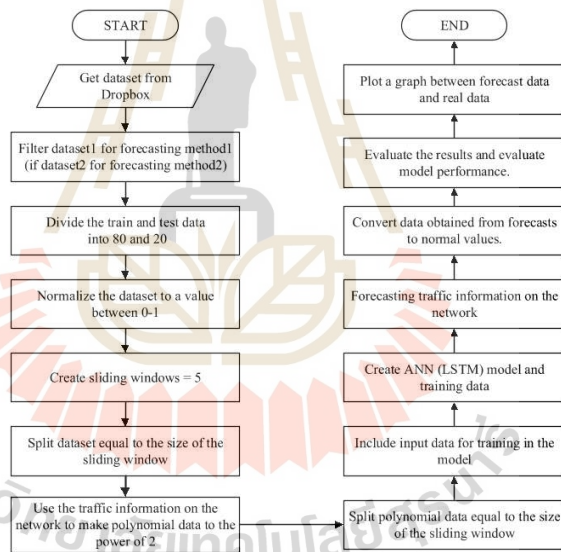 START
Get dataset from
Dropbox
Filter dataset1 for forecasting method1
(if dataset2 for forecasting method2)
Divide the train and test data
into 80 and 20
Normalize the dataset to a value
between 0-1
Create sliding windows = 5
Split dataset equal to the size of the
sliding window
Use the traffic information on the
network to make polynomial data to the
power of 2
Split polynomial data equal to the size
of the sliding window
Include input data for training in the
model
Create ANN (LSTM) model and
training data
Forecasting traffic information on the
network
Convert data obtained from forecasts
to normal values.
Evaluate the results and evaluate
model performance.
Plot a graph between forecast data
and real data
END